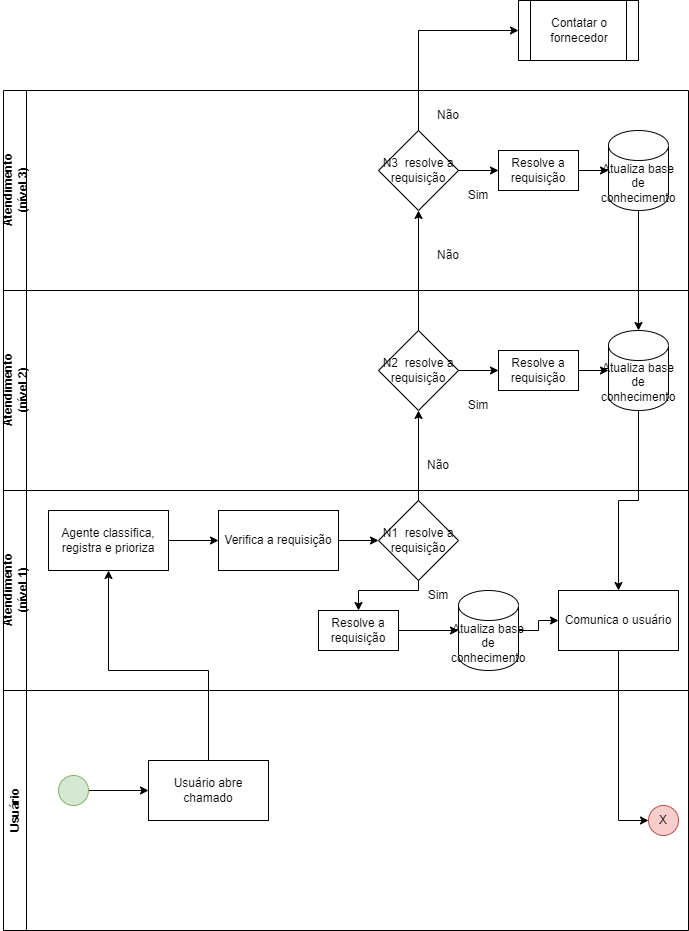 Contatar o
fornecedor
Atendimento
(nível 3)
Não
N3  resolve a
requisição
Sim
Resolve a
requisição
Atualiza base
de
conhecimento
Não
Atendimento
(nível 2)
N2  resolve a
requisição
Sim
Resolve a
requisição
Atualiza base
de
conhecimento
Não
Atendimento
(nível 1)
Agente classifica,
registra e prioriza
Verifica a requisição
N1  resolve a
requisição
Sim
Resolve a
requisição
Atualiza base
de
conhecimento
Comunica o usuário
Usuário
Usuário abre
chamado
X